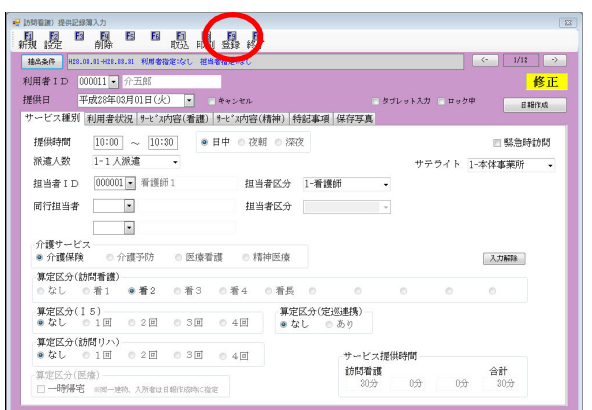 訪問看護) 提供記録簿入力
新規 設定 削除 取込 印刷 登録 終了
抽出条件 H28.03.01-H28.03.31 利用者指定:なし 担当者指定:なし <- 1/12 ->
利用者ID 000011 介五郎 修正
提供日 平成28年03月01日(火) キャンセル タブレット入力 ロック中 日報作成
サービス種別 利用者状況 サービス内容(看護) サービス内容(精神) 特記事項 保存写真
提供時間 10:00 ～ 10:30 日中 夜朝 深夜 緊急時訪問
派遣人数 1-1人派遣 サテライト 1-本体事業所
担当者ID 000001 看護師1 担当者区分 1-看護師
同行担当者 担当者区分
介護サービス
介護保険 介護予防 医療看護 精神医療 入力解除
算定区分(訪問看護)
なし 看1 看2 看3 看4 看長
算定区分(I5) 算定区分(定巡連携)
なし 1回 2回 3回 4回 なし あり
算定区分(訪問リハ)
なし 1回 2回 3回 4回
サービス提供時間
算定区分(医療) 訪問看護 合計
一時帰宅 ※同一建物、入所者は日報作成時に指定 30分 0分 0分 30分